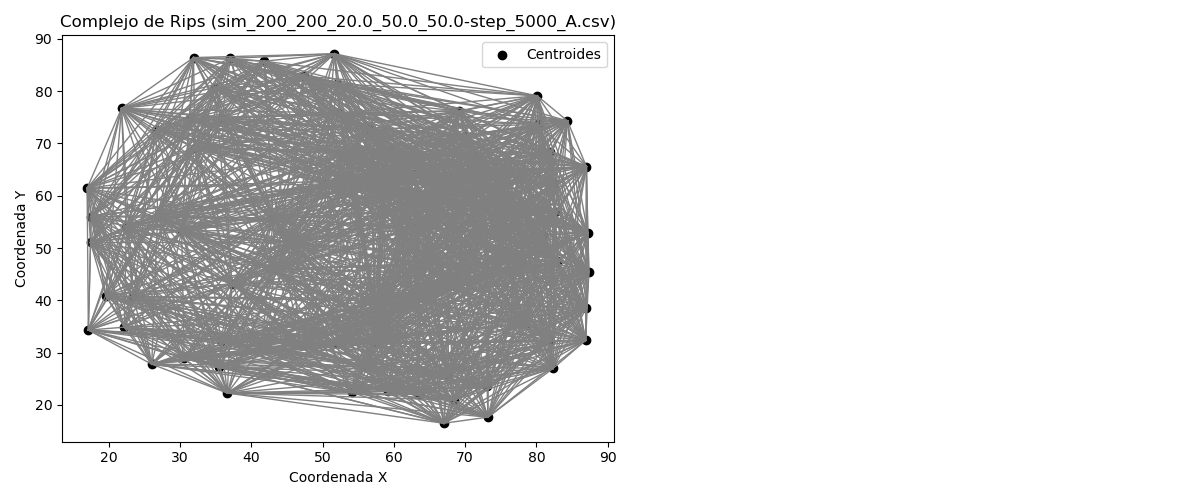 Complejo de Rips (sim_200_200_20.0_50.0_50.0-step_5000_A.csv)
Centroides
90
80
70
60
50
40
30
20
Coordenada Y
20 30 40 50 60 70 80 90
Coordenada X